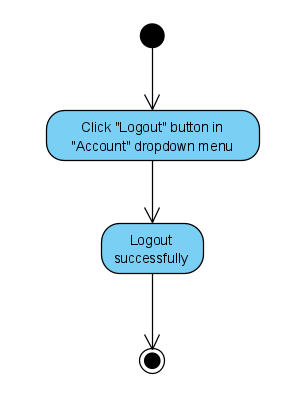 Click "Logout" button in
"Account" dropdown menu
Logout
successfully